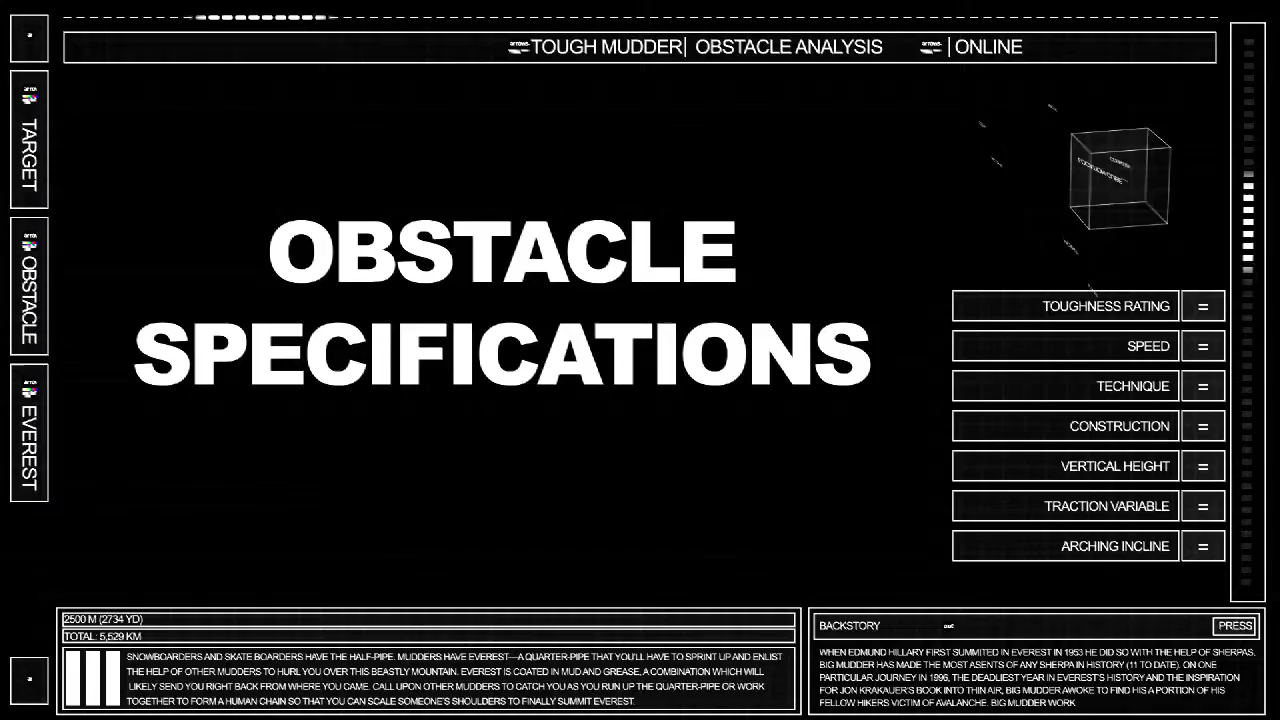 TOUGH MUDDER| OBSTACLE ANALYSIS | ONLINE
TARGET
OBSTACLE
EVEREST
OBSTACLE
SPECIFICATIONS
TOUGHNESS RATING =
SPEED =
TECHNIQUE =
CONSTRUCTION =
VERTICAL HEIGHT =
TRACTION VARIABLE =
ARCHING INCLINE =
2500 M (2734 YD)
TOTAL: 5,529 KM
SNOWBOARDERS AND SKATE BOARDERS HAVE THE HALF-PIPE. MUDDERS HAVE EVEREST—A QUARTER-PIPE THAT YOU'LL HAVE TO SPRINT UP AND ENLIST
THE HELP OF OTHER MUDDERS TO HURL YOU OVER THIS BEASTLY MOUNTAIN. EVEREST IS COATED IN MUD AND GREASE, A COMBINATION WHICH WILL
LIKELY SEND YOU RIGHT BACK FROM WHERE YOU CAME. CALL UPON OTHER MUDDERS TO CATCH YOU AS YOU RUN UP THE QUARTER-PIPE OR WORK
TOGETHER TO FORM A HUMAN CHAIN SO THAT YOU CAN SCALE SOMEONE'S SHOULDERS TO FINALLY SUMMIT EVEREST.
BACKSTORY out PRESS
WHEN EDMUND HILLARY FIRST SUMMITED IN EVEREST IN 1953 HE DID SO WITH THE HELP OF SHERPAS.
BIG MUDDER HAS MADE THE MOST ASENTS OF ANY SHERPA IN HISTORY (11 TO DATE). ON ONE
PARTICULAR JOURNEY IN 1996, THE DEADLIEST YEAR IN EVEREST'S HISTORY AND THE INSPIRATION
FOR JON KRAKAUER'S BOOK INTO THIN AIR, BIG MUDDER AWOKE TO FIND HIS A PORTION OF HIS
FELLOW HIKERS VICTIM OF AVALANCHE. BIG MUDDER WORK